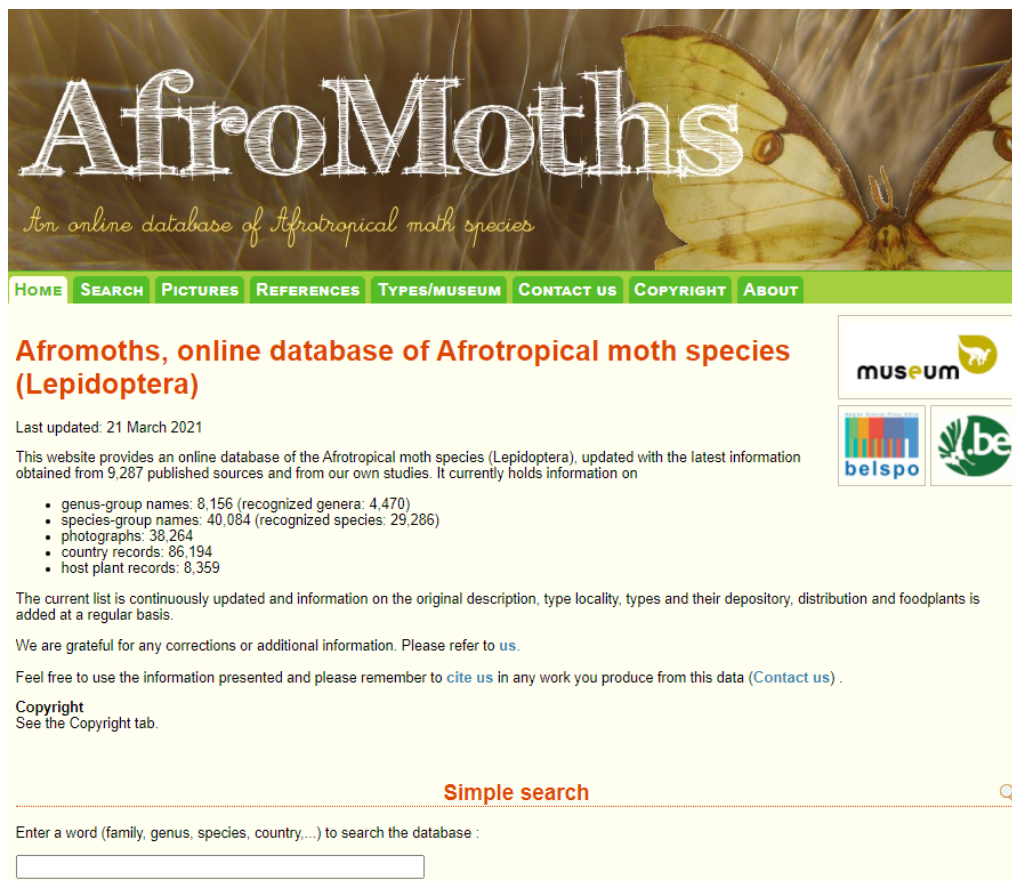 AfroMoths
An online database of Afrotropical moth species
Home Search Pictures References Types/museum Contact us Copyright About
Afromoths, online database of Afrotropical moth species
(Lepidoptera)
museum
Belgian Science Policy Office
belspo
.be
Last updated: 21 March 2021
This website provides an online database of the Afrotropical moth species (Lepidoptera), updated with the latest information
obtained from 9,287 published sources and from our own studies. It currently holds information on
• genus-group names: 8,156 (recognized genera: 4,470)
• species-group names: 40,084 (recognized species: 29,286)
• photographs: 38,264
• country records: 86,194
• host plant records: 8,359
The current list is continuously updated and information on the original description, type locality, types and their depository, distribution and foodplants is
added at a regular basis.
We are grateful for any corrections or additional information. Please refer to us.
Feel free to use the information presented and please remember to cite us in any work you produce from this data (Contact us) .
Copyright
See the Copyright tab.
Simple search
Enter a word (family, genus, species, country,...) to search the database :